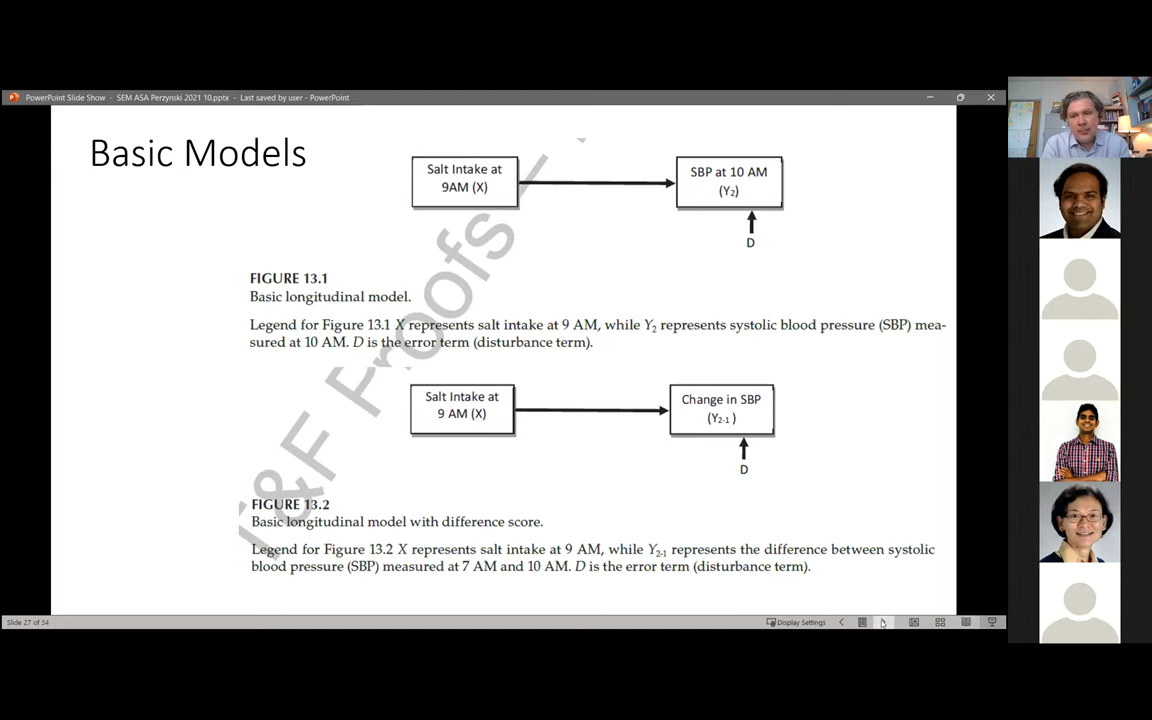 PowerPoint Slide Show - SEM ASA Perzynski 2021 10.pptx - Last saved by user - PowerPoint
Basic Models
Salt Intake at
9AM (X)
SBP at 10 AM
(Y2)
D
FIGURE 13.1
Basic longitudinal model.
Legend for Figure 13.1 X represents salt intake at 9 AM, while Y2 represents systolic blood pressure (SBP) mea-
sured at 10 AM. D is the error term (disturbance term).
Salt Intake at
9 AM (X)
Change in SBP
(Y2-1 )
D
FIGURE 13.2
Basic longitudinal model with difference score.
Legend for Figure 13.2 X represents salt intake at 9 AM, while Y2-1 represents the difference between systolic
blood pressure (SBP) measured at 7 AM and 10 AM. D is the error term (disturbance term).
T&F Proofs –
Slide 27 of 54
Display Settings